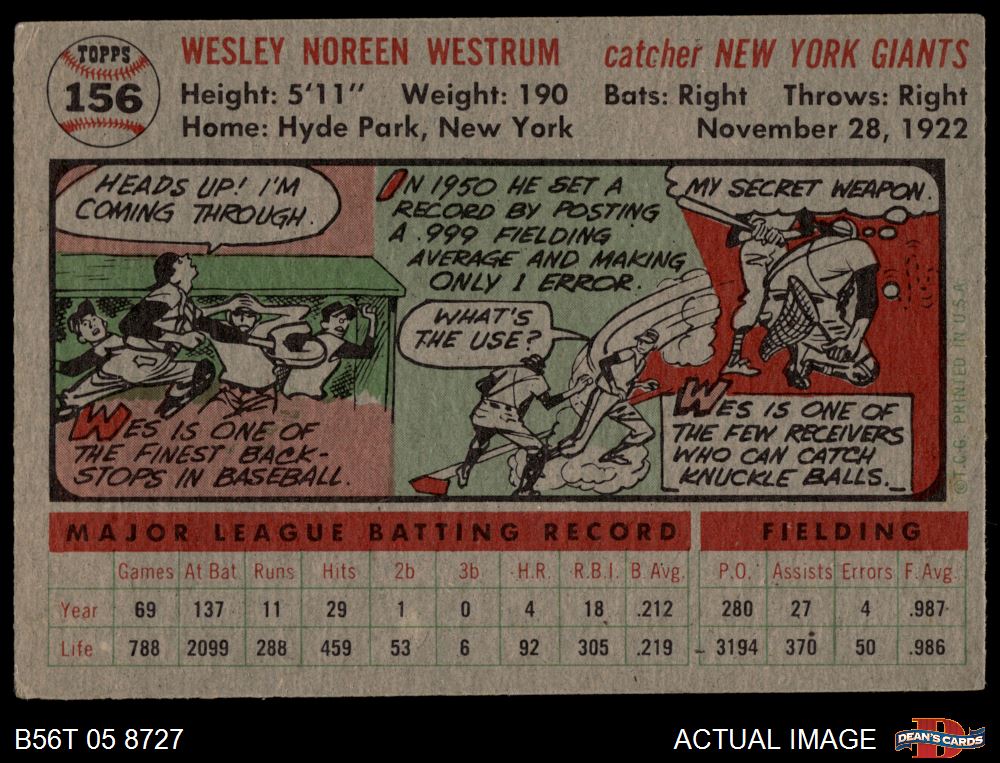 TOPPS
156
WESLEY NOREEN WESTRUM
catcher NEW YORK GIANTS
Height: 5'11" Weight: 190 Bats: Right Throws: Right
Home: Hyde Park, New York
November 28, 1922
HEADS UP! I'M
COMING THROUGH.
WES IS ONE OF
THE FINEST BACK-
STOPS IN BASEBALL.
IN 1950 HE SET A
RECORD BY POSTING
A .999 FIELDING
AVERAGE AND MAKING
ONLY 1 ERROR.
WHAT'S
THE USE?
MY SECRET WEAPON.
WES IS ONE OF
THE FEW RECEIVERS
WHO CAN CATCH
KNUCKLE BALLS.
©T.C.G. PRINTED IN U.S.A.
MAJOR LEAGUE BATTING RECORD
FIELDING
Games At Bat Runs Hits 2b 3b H.R. R.B.I. B. Avg. P.O. Assists Errors F. Avg.
Year 69 137 11 29 1 0 4 18 .212 280 27 4 .987
Life 788 2099 288 459 53 6 92 305 .219 3194 370 50 .986
B56T 05 8727
ACTUAL IMAGE
DEAN'S CARDS